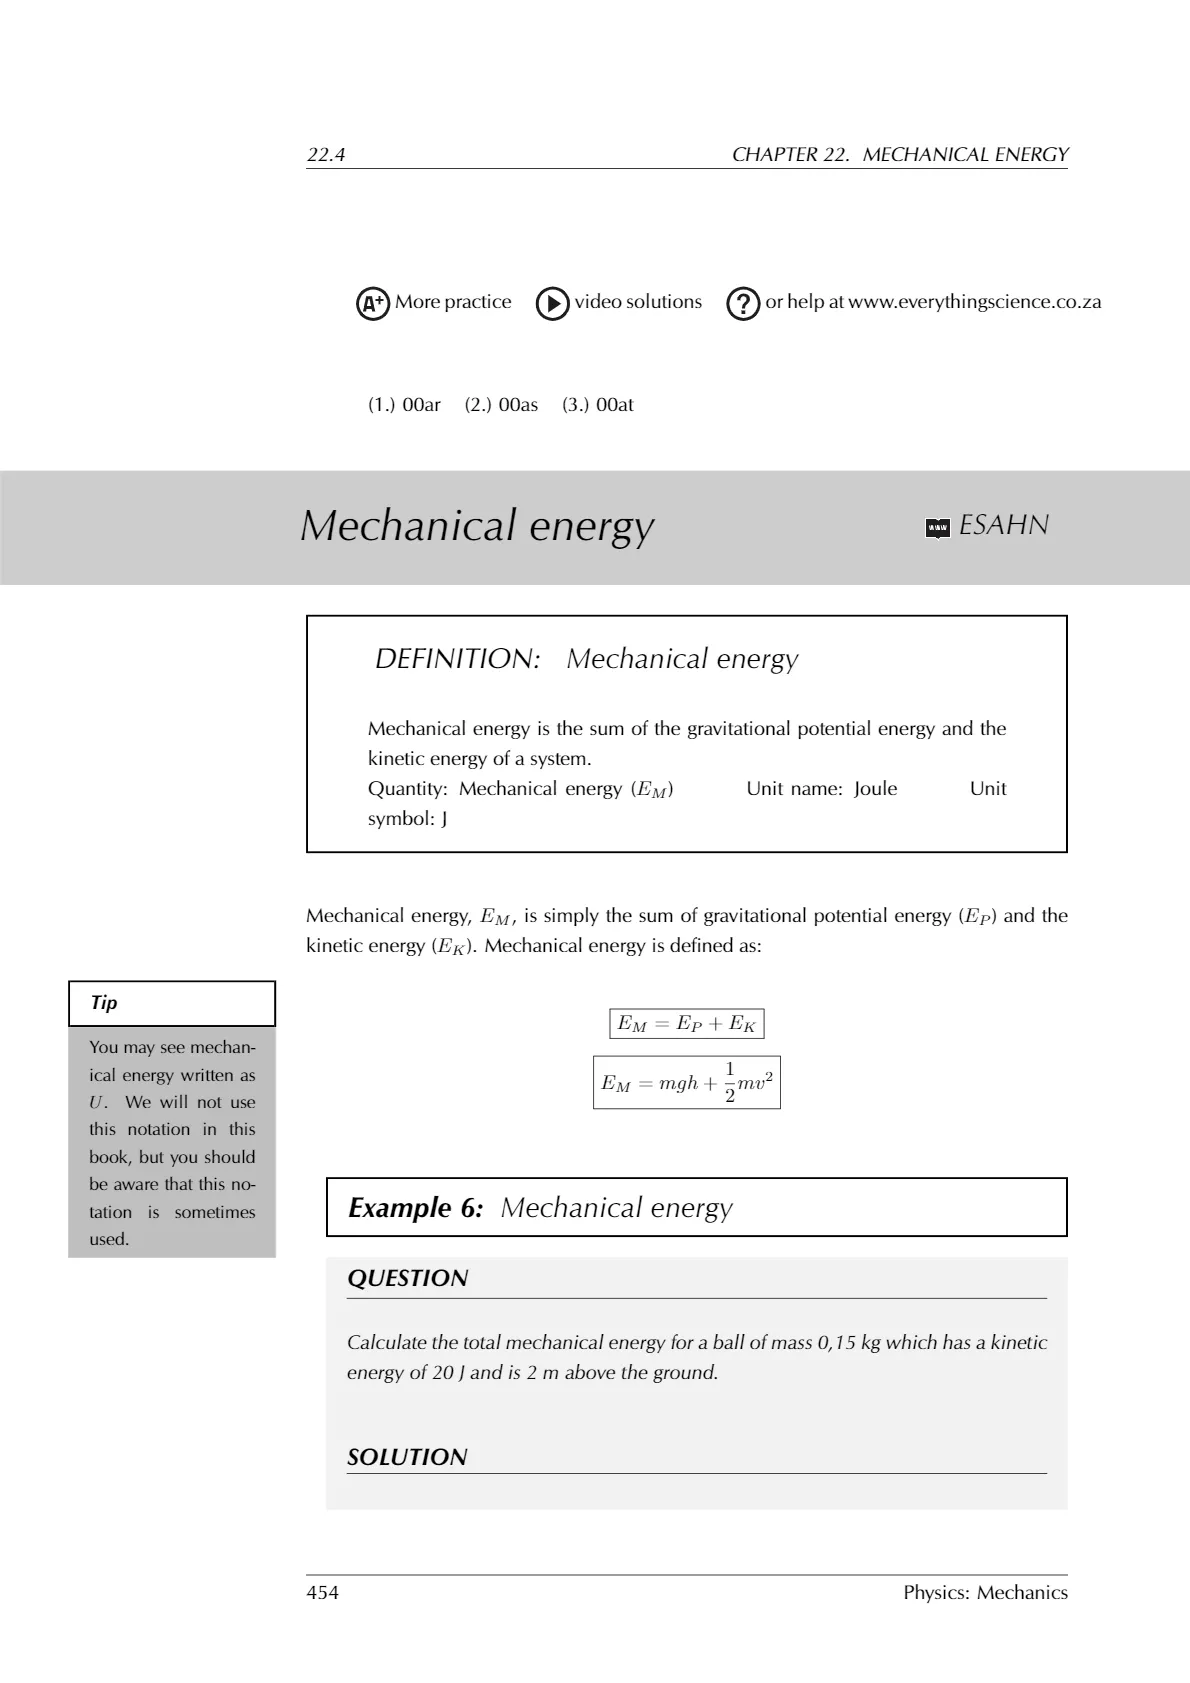 22.4 CHAPTER 22. MECHANICAL ENERGY
A+ More practice ? video solutions ? or help at www.everythingscience.co.za
(1.) 00ar (2.) 00as (3.) 00at
Mechanical energy www ESAHN
DEFINITION: Mechanical energy
Mechanical energy is the sum of the gravitational potential energy and the
kinetic energy of a system.
Quantity: Mechanical energy (E_M) Unit name: Joule Unit
symbol: J
Mechanical energy, E_M, is simply the sum of gravitational potential energy (E_P) and the
kinetic energy (E_K). Mechanical energy is defined as:
E_M = E_P + E_K
E_M = mgh + 1/2 mv²
Tip
You may see mechan-
ical energy written as
U. We will not use
this notation in this
book, but you should
be aware that this no-
tation is sometimes
used.
Example 6: Mechanical energy
QUESTION
Calculate the total mechanical energy for a ball of mass 0,15 kg which has a kinetic
energy of 20 J and is 2 m above the ground.
SOLUTION
454 Physics: Mechanics